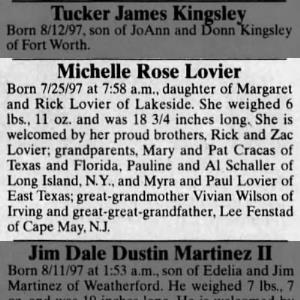 Tucker James Kingsley
Born 8/12/97, son of JoAnn and Donn Kingsley
of Fort Worth.
Michelle Rose Lovier
Born 7/25/97 at 7:58 a.m., daughter of Margaret
and Rick Lovier of Lakeside. She weighed 6
lbs., 11 oz. and was 18 3/4 inches long. She is
welcomed by her proud brothers, Rick and Zac
Lovier; grandparents, Mary and Pat Cracas of
Texas and Florida, Pauline and Al Schaller of
Long Island, N.Y., and Myra and Paul Lovier of
East Texas; great-grandmother Vivian Wilson of
Irving and great-great-grandfather, Lee Fenstad
of Cape May, N.J.
Jim Dale Dustin Martinez II
Born 8/11/97 at 1:53 a.m., son of Edelia and Jim
Martinez of Weatherford. He weighed 7 lbs., 7